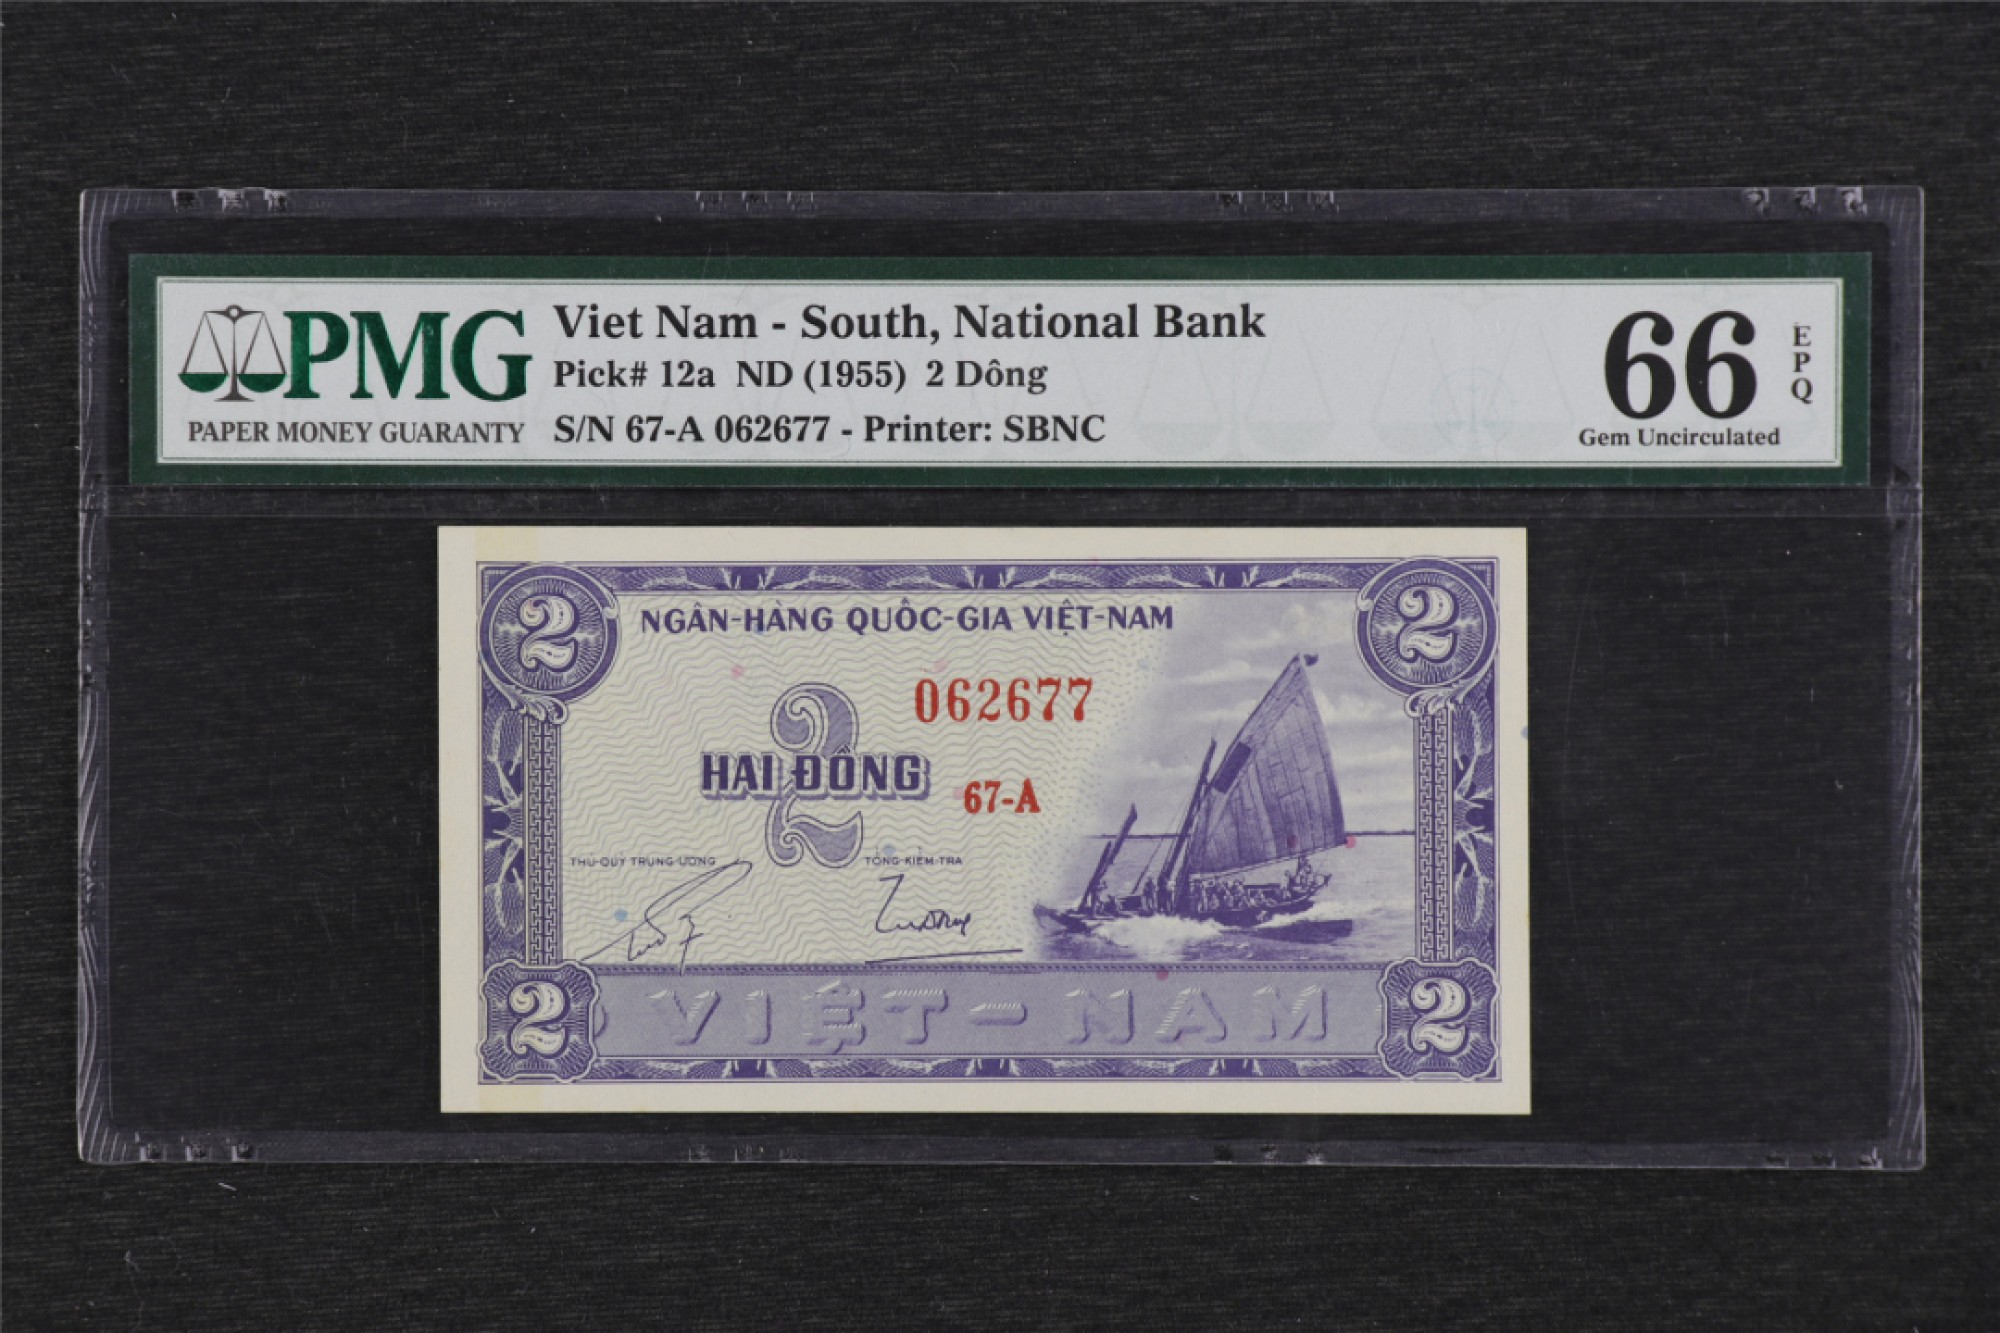 PMG
PAPER MONEY GUARANTY
Viet Nam - South, National Bank
Pick# 12a ND (1955) 2 Dông
S/N 67-A 062677 - Printer: SBNC
66
EPQ
Gem Uncirculated
2
2
NGÂN-HÀNG QUỐC-GIA VIỆT-NAM
062677
2
HAI ĐỒNG
67-A
THỦ-QUỸ TRUNG-ƯƠNG
TỔNG KIỂM-TRA
2
VIỆT-NAM
2